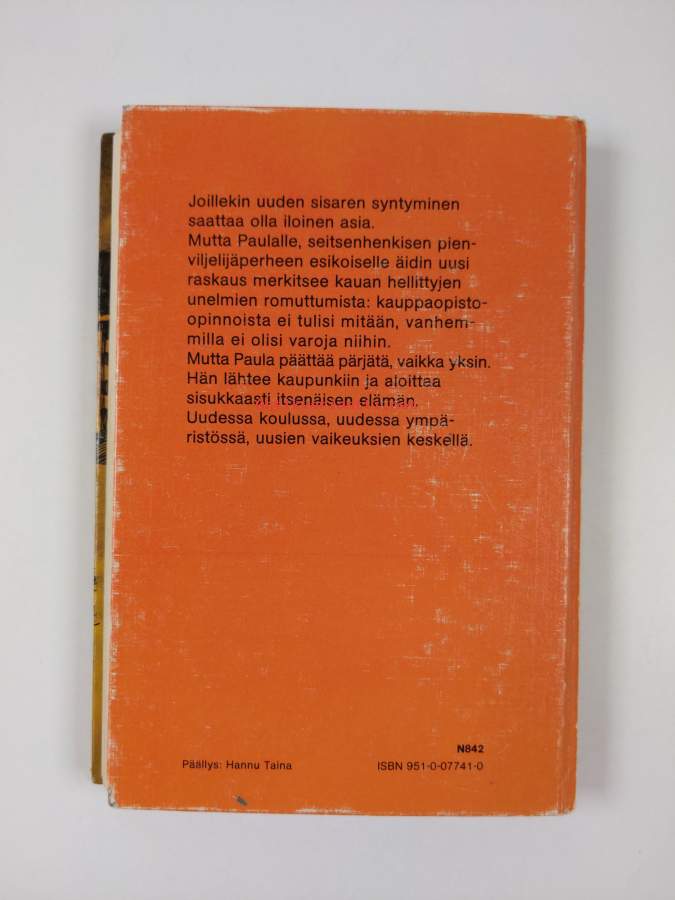 Joillekin uuden sisaren syntyminen
saattaa olla iloinen asia.
Mutta Paulalle, seitsenhenkisen pien-
viljelijäperheen esikoiselle äidin uusi
raskaus merkitsee kauan hellittyjen
unelmien romuttumista: kauppaopisto-
opinnoista ei tulisi mitään, vanhem-
milla ei olisi varoja niihin.
Mutta Paula päättää pärjätä, vaikka yksin.
Hän lähtee kaupunkiin ja aloittaa
sisukkaasti itsenäisen elämän.
Uudessa koulussa, uudessa ympä-
ristössä, uusien vaikeuksien keskellä.
N842
Päällys: Hannu Taina
ISBN 951-0-07741-0